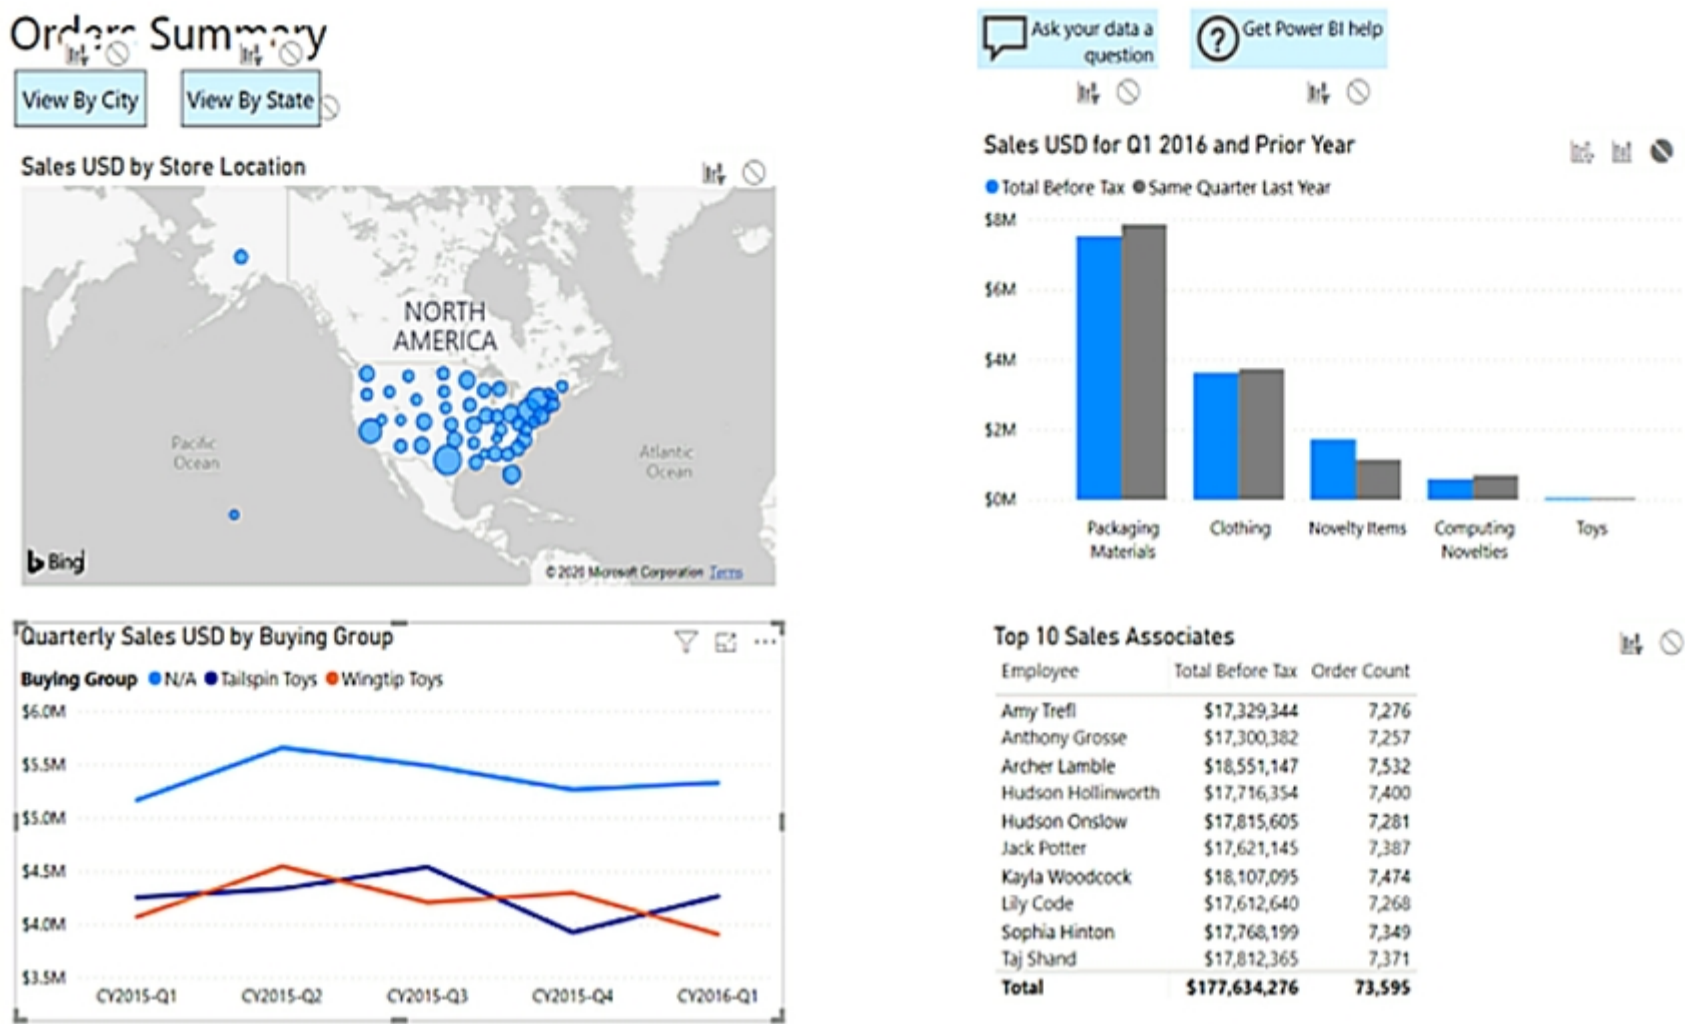 Orders Summary
View By City
View By State
Ask your data a
question
Get Power BI help
Sales USD by Store Location
NORTH
AMERICA
Pacific
Ocean
Atlantic
Ocean
Bing
© 2020 Microsoft Corporation Terms
Sales USD for Q1 2016 and Prior Year
Total Before Tax Same Quarter Last Year
$8M
$6M
$4M
$2M
$0M
Packaging
Materials
Clothing
Novelty Items
Computing
Novelties
Toys
Quarterly Sales USD by Buying Group
Buying Group N/A Tailspin Toys Wingtip Toys
$6.0M
$5.5M
$5.0M
$4.5M
$4.0M
$3.5M
CY2015-Q1 CY2015-Q2 CY2015-Q3 CY2015-Q4 CY2016-Q1
Top 10 Sales Associates
Employee Total Before Tax Order Count
Amy Trefl $17,329,344 7,276
Anthony Grosse $17,300,382 7,257
Archer Lamble $18,551,147 7,532
Hudson Hollinworth $17,716,354 7,400
Hudson Onslow $17,815,605 7,281
Jack Potter $17,621,145 7,387
Kayla Woodcock $18,107,095 7,474
Lily Code $17,612,640 7,268
Sophia Hinton $17,768,199 7,349
Taj Shand $17,812,365 7,371
Total $177,634,276 73,595